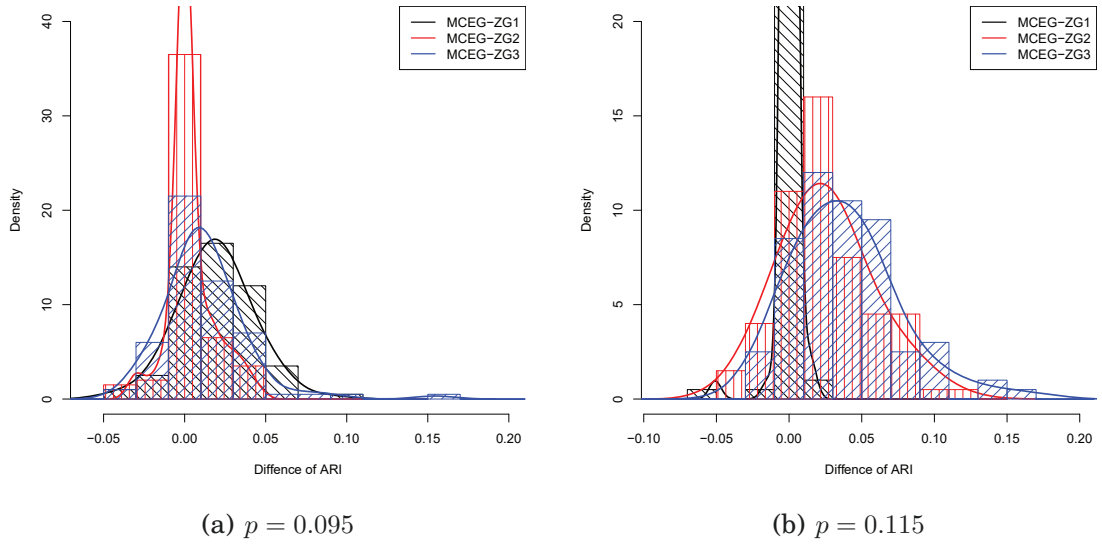 MCEG−ZG1
MCEG−ZG2
MCEG−ZG3
Density
0
10
20
30
40
−0.05
0.00
0.05
0.10
0.15
0.20
Diffence of ARI
(a) p = 0.095
MCEG−ZG1
MCEG−ZG2
MCEG−ZG3
Density
0
5
10
15
20
−0.10
−0.05
0.00
0.05
0.10
0.15
0.20
Diffence of ARI
(b) p = 0.115